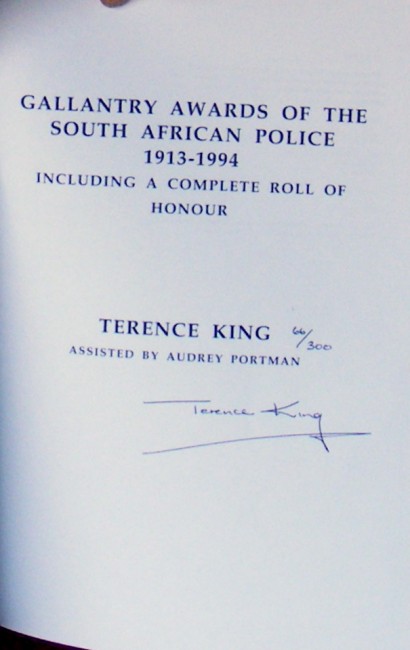 GALLANTRY AWARDS OF THE
SOUTH AFRICAN POLICE
1913-1994
INCLUDING A COMPLETE ROLL OF
HONOUR
TERENCE KING 66/300
ASSISTED BY AUDREY PORTMAN
Terence King